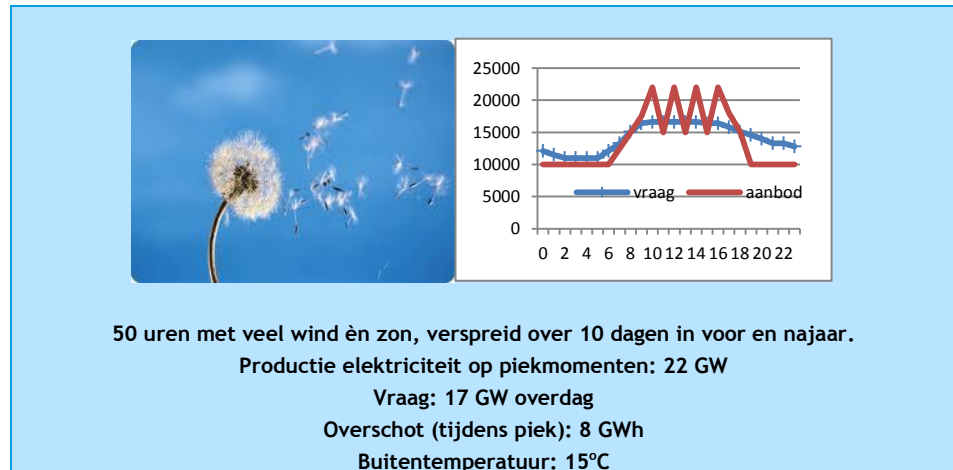 25000
20000
15000
10000
5000
0
vraag aanbod
0 2 4 6 8 10 12 14 16 18 20 22
50 uren met veel wind èn zon, verspreid over 10 dagen in voor en najaar.
Productie elektriciteit op piekmomenten: 22 GW
Vraag: 17 GW overdag
Overschot (tijdens piek): 8 GWh
Buitentemperatuur: 15°C